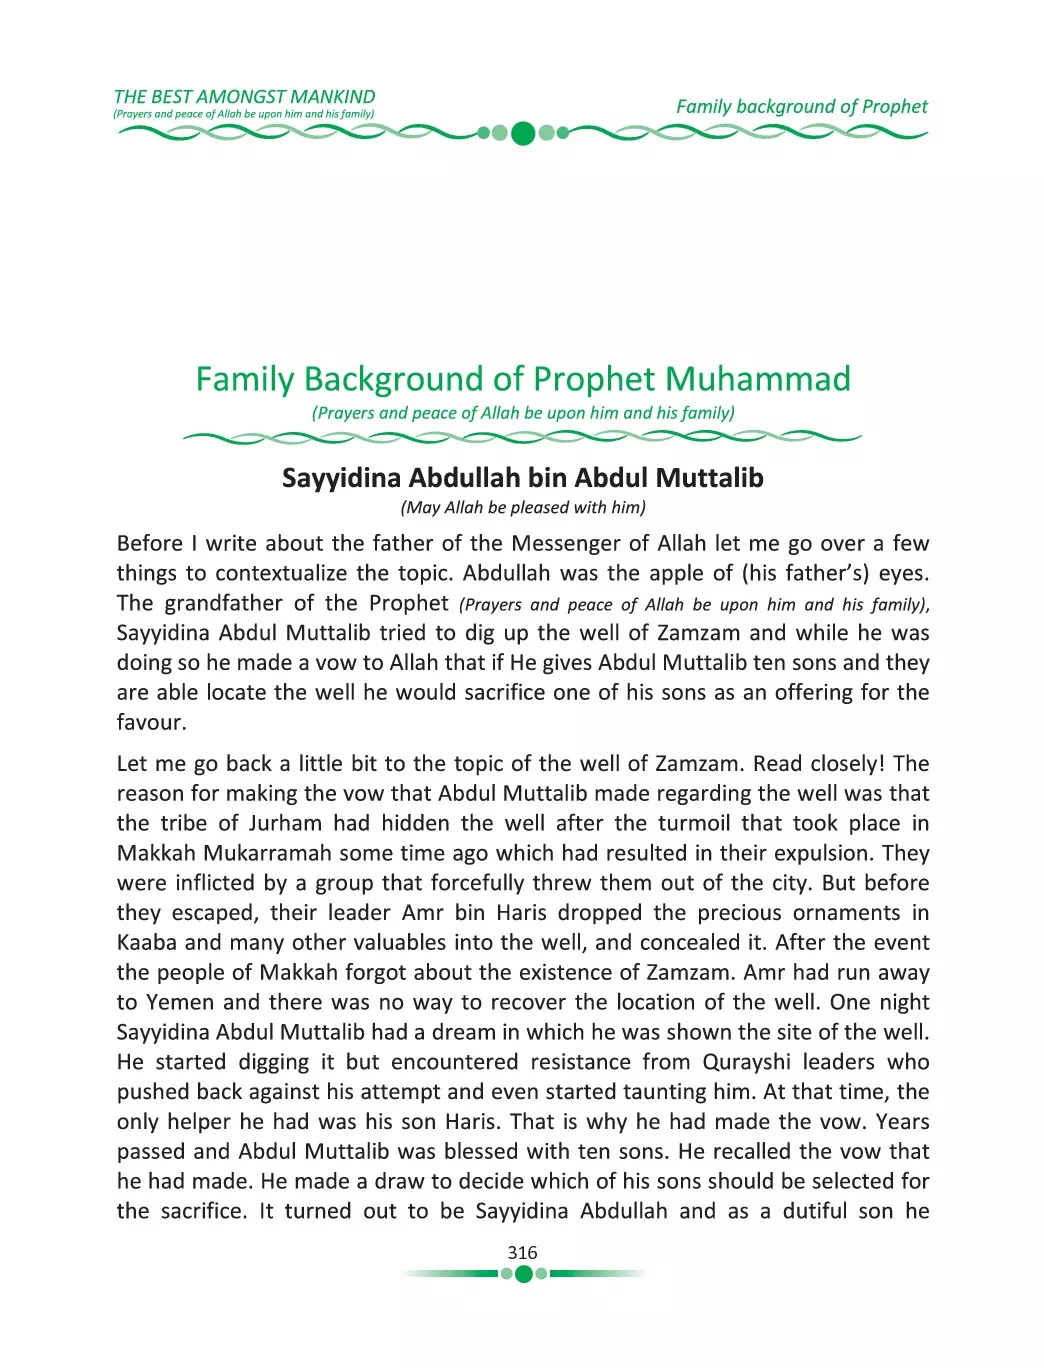 THE BEST AMONGST MANKIND
(Prayers and peace of Allah be upon him and his family)
Family background of Prophet
Family Background of Prophet Muhammad
(Prayers and peace of Allah be upon him and his family)
Sayyidina Abdullah bin Abdul Muttalib
(May Allah be pleased with him)
Before I write about the father of the Messenger of Allah let me go over a few
things to contextualize the topic. Abdullah was the apple of (his father’s) eyes.
The grandfather of the Prophet (Prayers and peace of Allah be upon him and his family),
Sayyidina Abdul Muttalib tried to dig up the well of Zamzam and while he was
doing so he made a vow to Allah that if He gives Abdul Muttalib ten sons and they
are able locate the well he would sacrifice one of his sons as an offering for the
favour.
Let me go back a little bit to the topic of the well of Zamzam. Read closely! The
reason for making the vow that Abdul Muttalib made regarding the well was that
the tribe of Jurham had hidden the well after the turmoil that took place in
Makkah Mukarramah some time ago which had resulted in their expulsion. They
were inflicted by a group that forcefully threw them out of the city. But before
they escaped, their leader Amr bin Haris dropped the precious ornaments in
Kaaba and many other valuables into the well, and concealed it. After the event
the people of Makkah forgot about the existence of Zamzam. Amr had run away
to Yemen and there was no way to recover the location of the well. One night
Sayyidina Abdul Muttalib had a dream in which he was shown the site of the well.
He started digging it but encountered resistance from Qurayshi leaders who
pushed back against his attempt and even started taunting him. At that time, the
only helper he had was his son Haris. That is why he had made the vow. Years
passed and Abdul Muttalib was blessed with ten sons. He recalled the vow that
he had made. He made a draw to decide which of his sons should be selected for
the sacrifice. It turned out to be Sayyidina Abdullah and as a dutiful son he
316